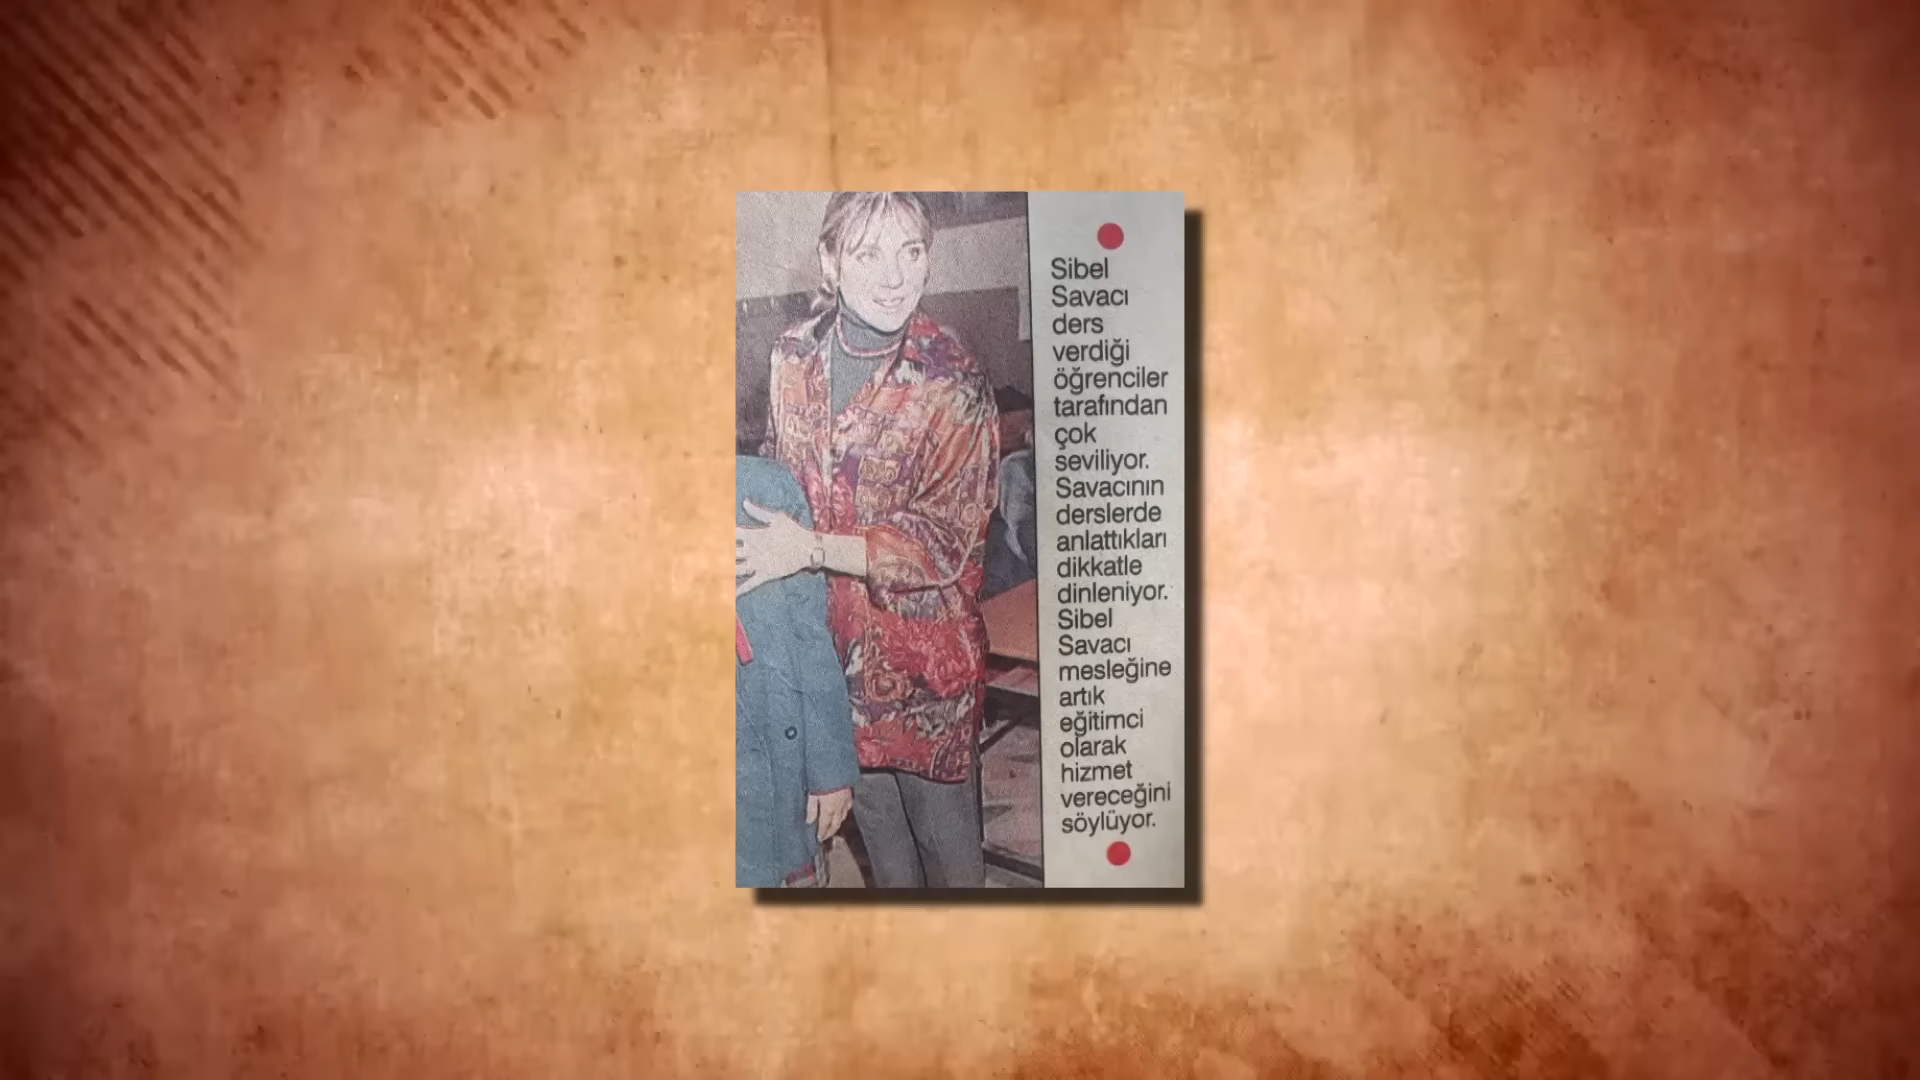 Sibel
Savacı
ders
verdiği
öğrenciler
tarafından
çok
seviliyor.
Savacının
derslerde
anlattıkları
dikkatle
dinleniyor.
Sibel
Savacı
mesleğine
artık
eğitimci
olarak
hizmet
vereceğini
söylüyor.